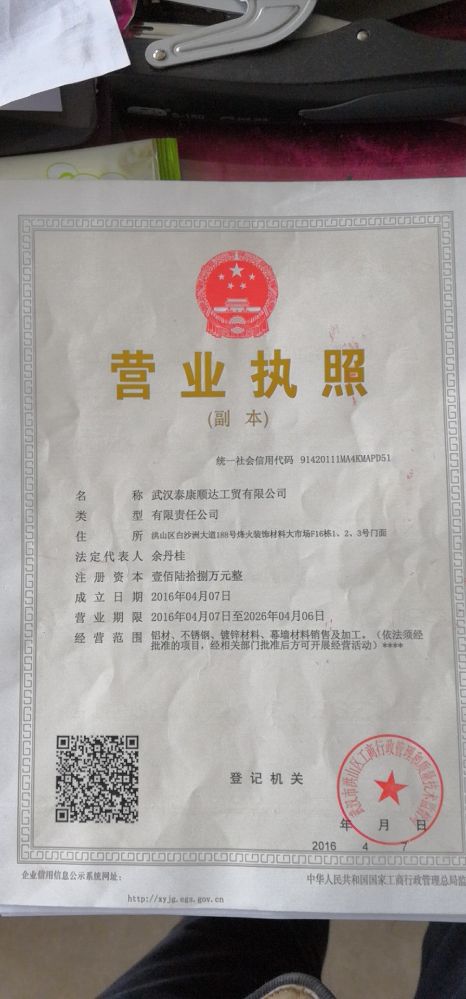 营业执照
(副 本)
统一社会信用代码 91420111MA4KMAPD51
名 称 武汉泰康顺达工贸有限公司
类 型 有限责任公司
住 所 洪山区白沙洲大道188号烽火装饰材料大市场F16栋1、2、3号门面
法定代表人 余丹桂
注册资本 壹佰陆拾捌万元整
成立日期 2016年04月07日
营业期限 2016年04月07日至2026年04月06日
经营范围 铝材、不锈钢、镀锌材料、幕墙材料销售及加工。（依法须经
批准的项目，经相关部门批准后方可开展经营活动）****
登记机关
年 月 日
2016 4 7
企业信用信息公示系统网址：
http://xyjg.egs.gov.cn
中华人民共和国国家工商行政管理总局监